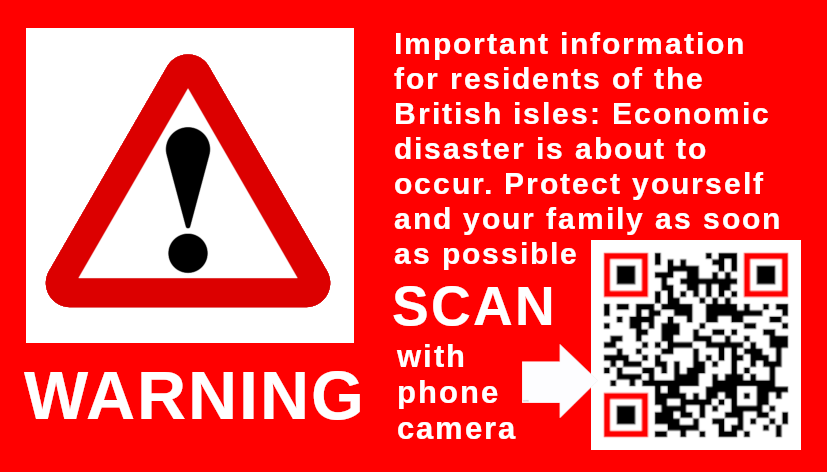 Important information
for residents of the
British isles: Economic
disaster is about to
occur. Protect yourself
and your family as soon
as possible
SCAN
with
phone
camera
WARNING